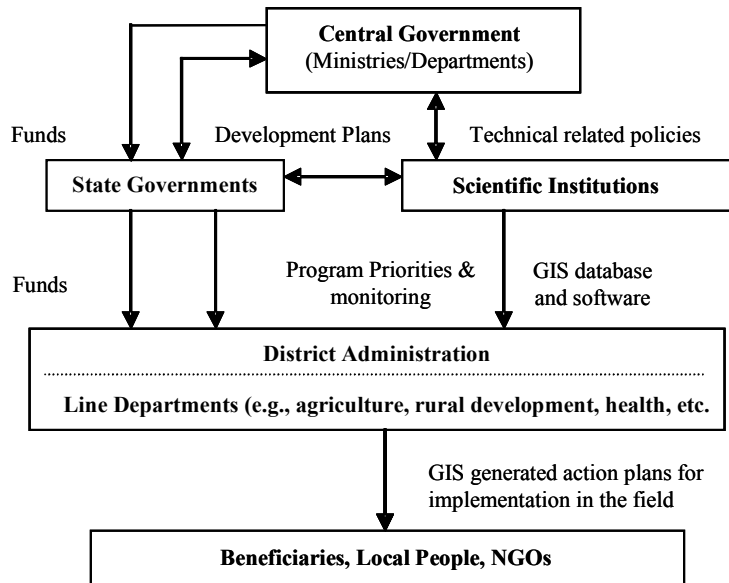 Central Government
(Ministries/Departments)
Funds
Development Plans
Technical related policies
State Governments
Scientific Institutions
Funds
Program Priorities &
monitoring
GIS database
and software
District Administration
Line Departments (e.g., agriculture, rural development, health, etc.
GIS generated action plans for
implementation in the field
Beneficiaries, Local People, NGOs